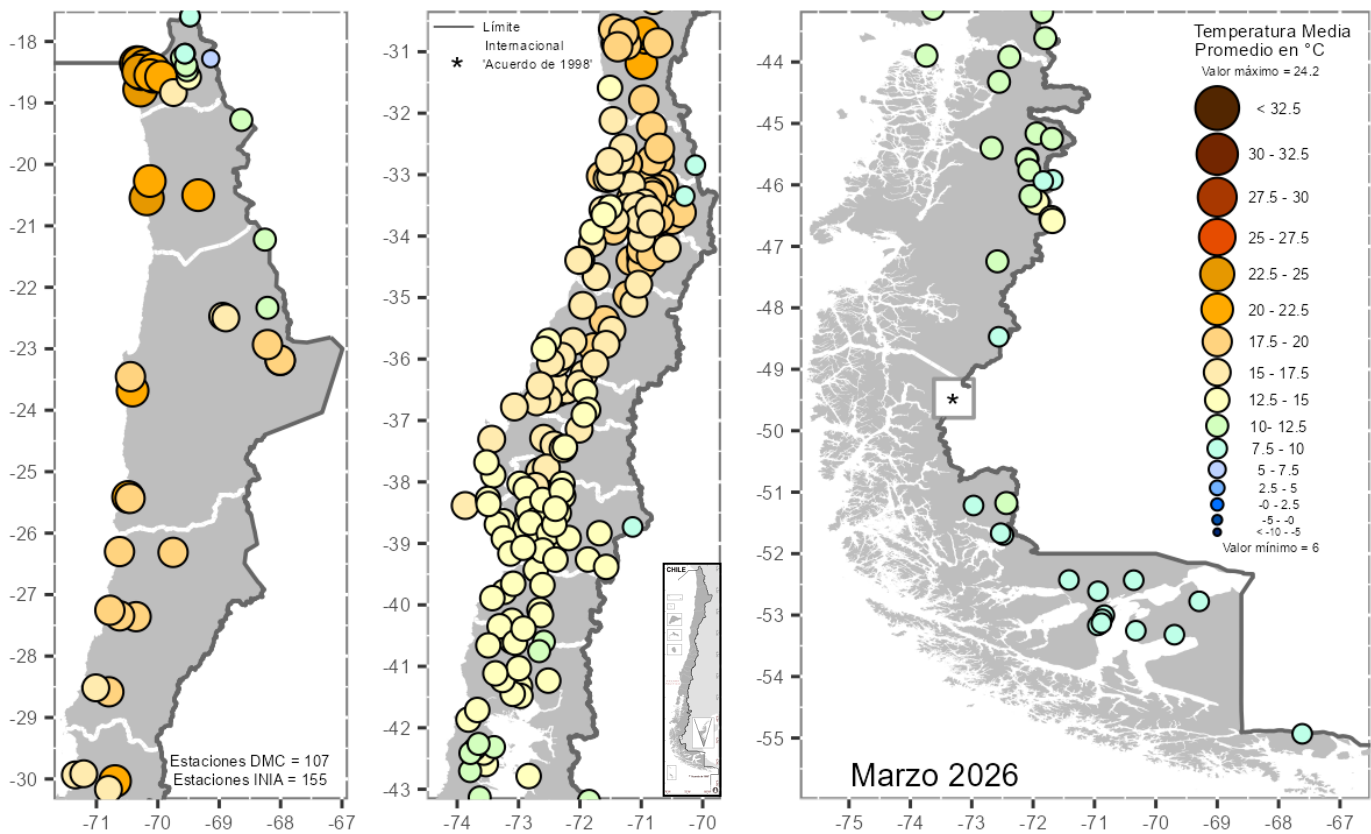 -18
-19
-20
-21
-22
-23
-24
-25
-26
-27
-28
-29
-30
-71
-70
-69
-68
-67
Estaciones DMC = 107
Estaciones INIA = 155
-31
-32
-33
-34
-35
-36
-37
-38
-39
-40
-41
-42
-43
-74
-73
-72
-71
-70
Límite
Internacional
* 'Acuerdo de 1998'
CHILE
-44
-45
-46
-47
-48
-49
-50
-51
-52
-53
-54
-55
-75
-74
-73
-72
-71
-70
-69
-68
-67
*
Marzo 2026
Temperatura Media
Promedio en °C
Valor máximo = 24.2
< 32.5
30 - 32.5
27.5 - 30
25 - 27.5
22.5 - 25
20 - 22.5
17.5 - 20
15 - 17.5
12.5 - 15
10- 12.5
7.5 - 10
5 - 7.5
2.5 - 5
-0 - 2.5
-5 - -0
< -10 - -5
Valor mínimo = 6